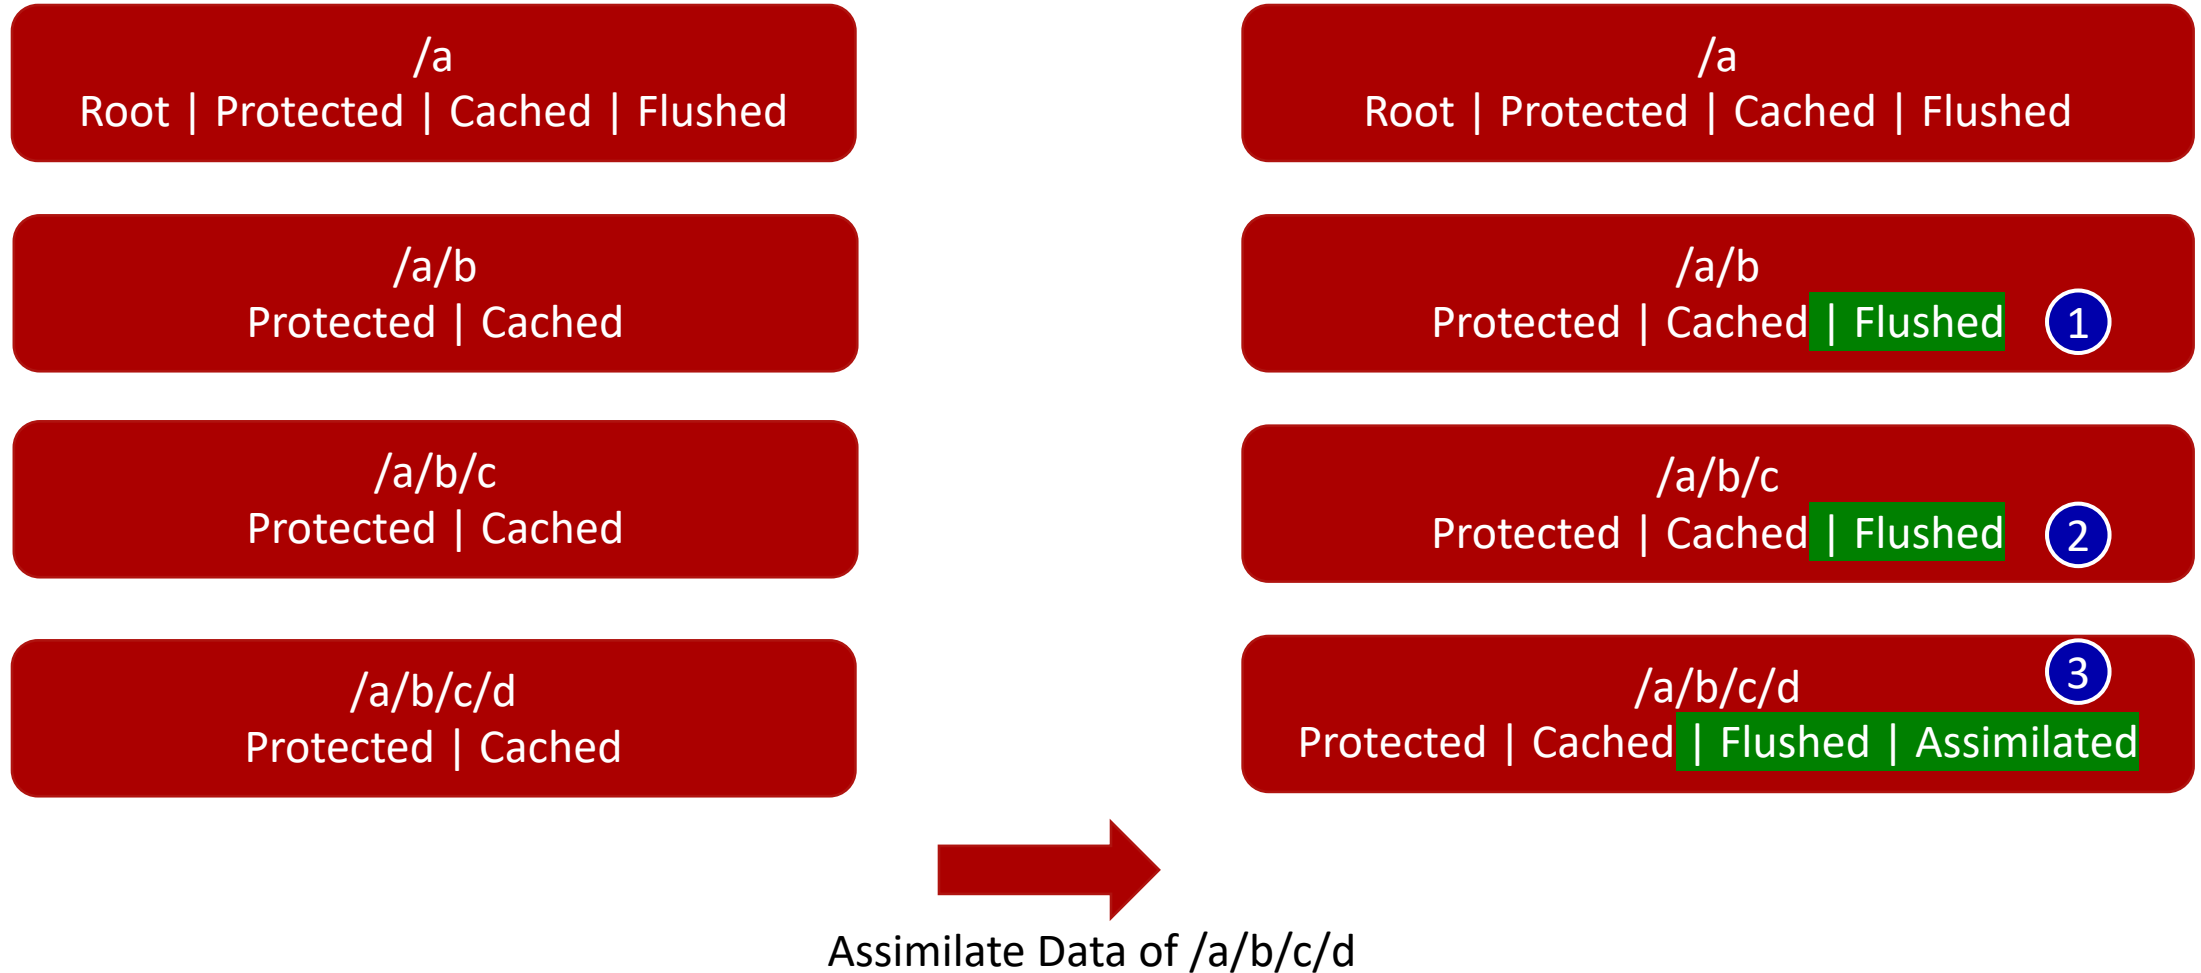 /a
Root | Protected | Cached | Flushed
/a/b
Protected | Cached
/a/b/c
Protected | Cached
/a/b/c/d
Protected | Cached
/a
Root | Protected | Cached | Flushed
/a/b
Protected | Cached | Flushed
1
/a/b/c
Protected | Cached | Flushed
2
3
/a/b/c/d
Protected | Cached | Flushed | Assimilated
Assimilate Data of /a/b/c/d